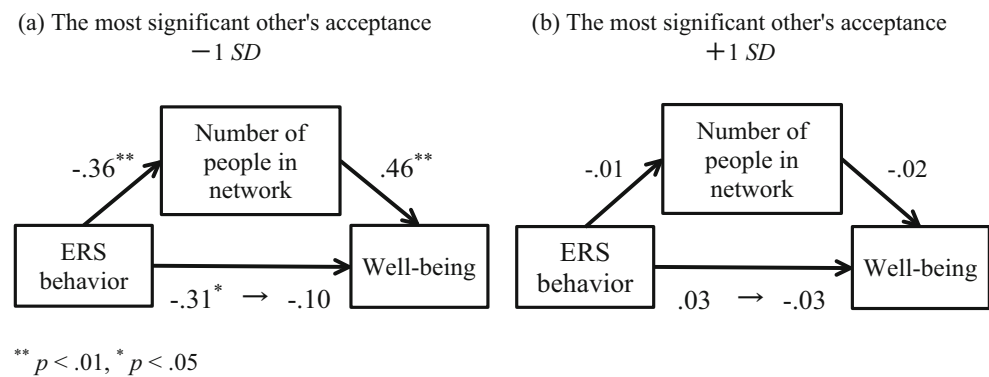 (a) The most significant other's acceptance
−1 SD
-.36**
Number of
people in
network
.46**
ERS
behavior
Well-being
-.31* → -.10
(b) The most significant other's acceptance
+1 SD
-.01
Number of
people in
network
-.02
ERS
behavior
Well-being
.03 → -.03
** p < .01, * p < .05